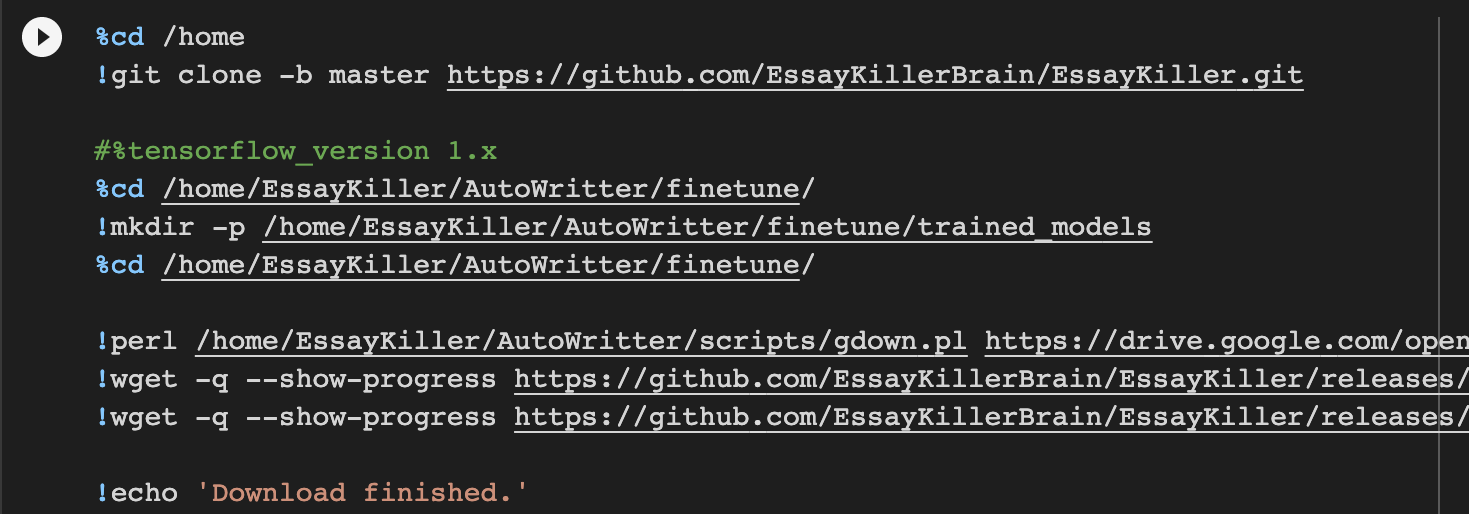 %cd /home
!git clone -b master https://github.com/EssayKillerBrain/EssayKiller.git
#%tensorflow_version 1.x
%cd /home/EssayKiller/AutoWritter/finetune/
!mkdir -p /home/EssayKiller/AutoWritter/finetune/trained_models
%cd /home/EssayKiller/AutoWritter/finetune/
!perl /home/EssayKiller/AutoWritter/scripts/gdown.pl https://drive.google.com/open
!wget -q --show-progress https://github.com/EssayKillerBrain/EssayKiller/releases/
!wget -q --show-progress https://github.com/EssayKillerBrain/EssayKiller/releases/
!echo 'Download finished.'